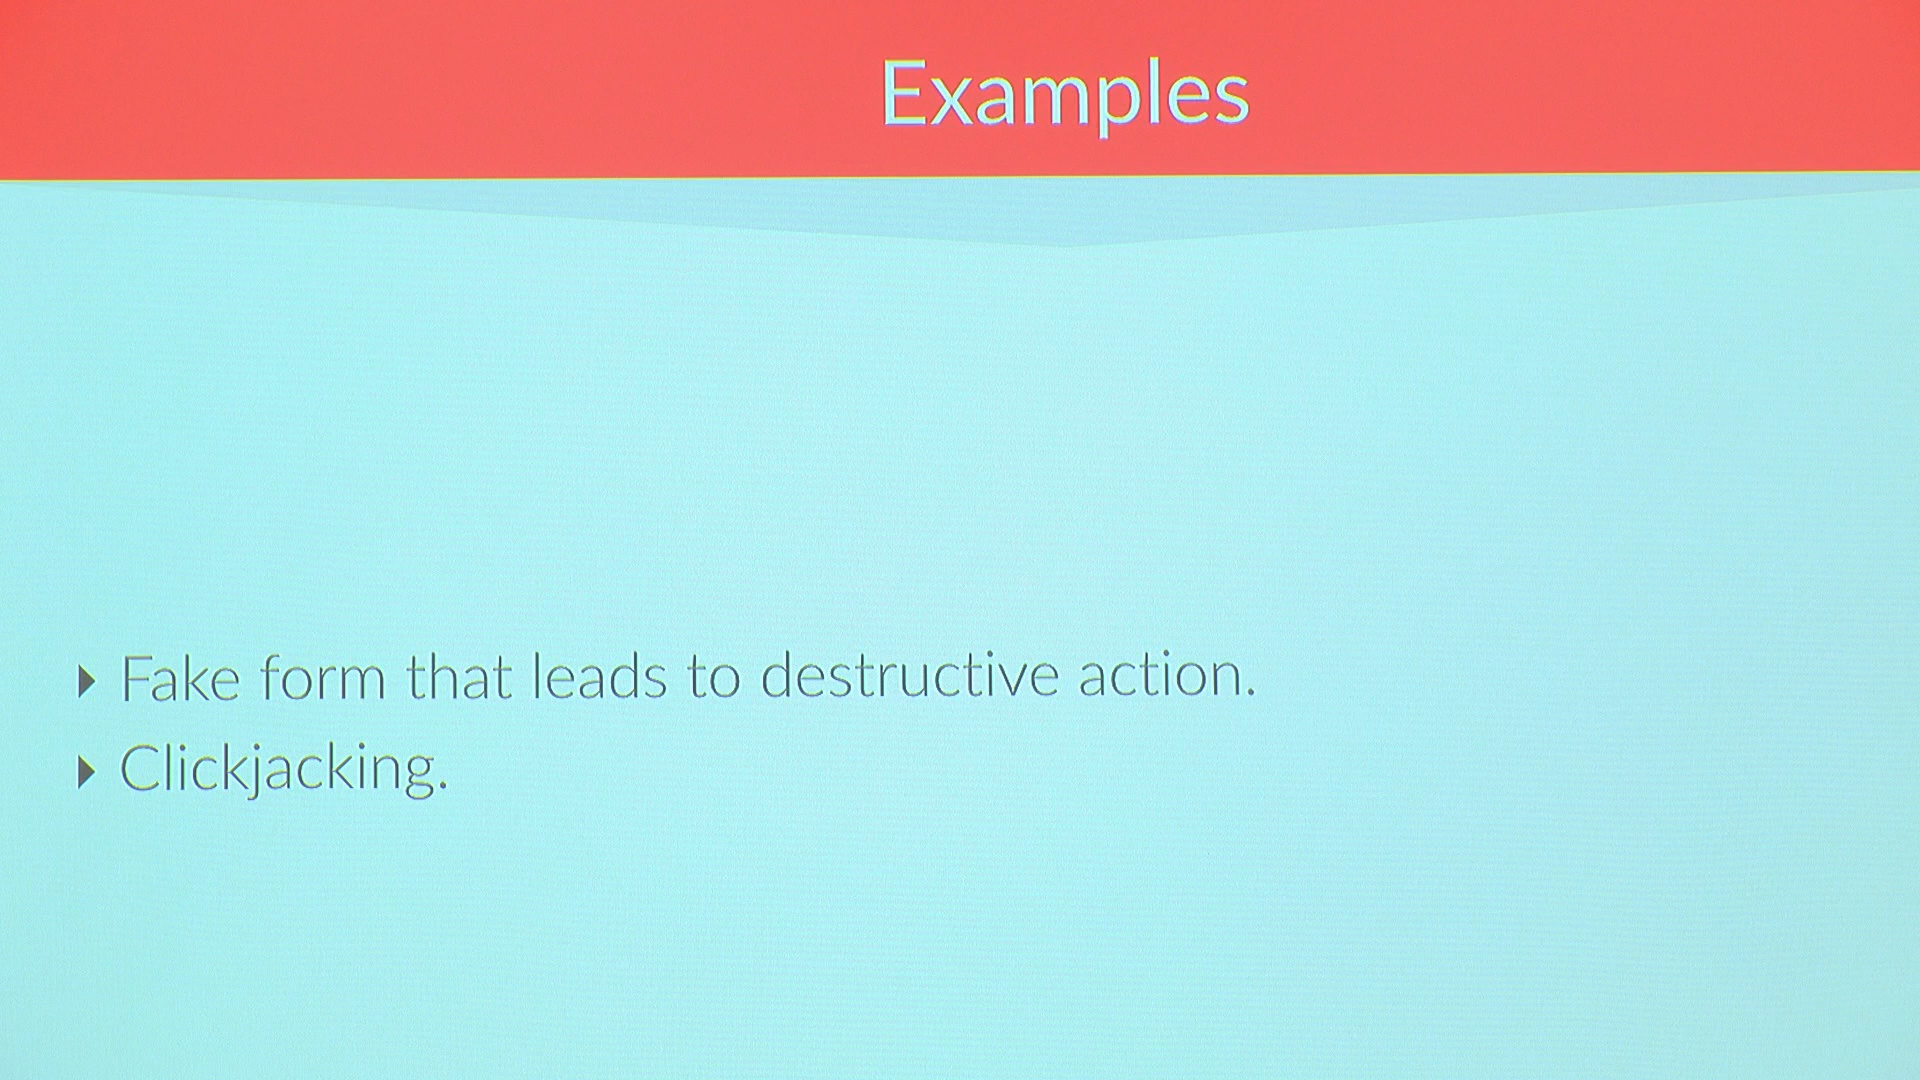 Examples
Fake form that leads to destructive action.
Clickjacking.